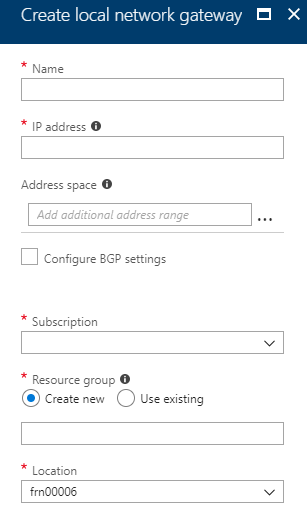 Create local network gateway
* Name
* IP address
Address space
Add additional address range
...
Configure BGP settings
* Subscription
* Resource group
Create new Use existing
* Location
frn00006